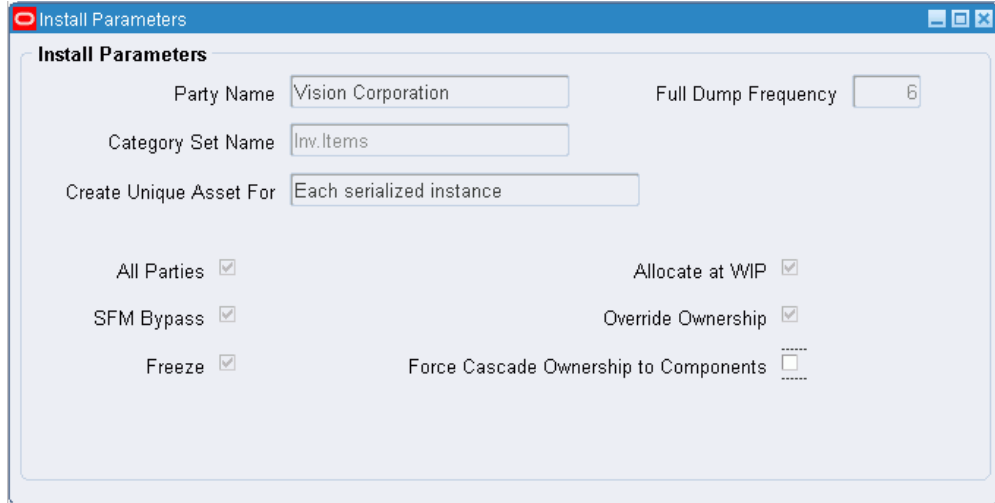 Install Parameters
Install Parameters
Party Name Vision Corporation Full Dump Frequency 6
Category Set Name Inv.Items
Create Unique Asset For Each serialized instance
All Parties Allocate at WIP
SFM Bypass Override Ownership
Freeze Force Cascade Ownership to Components